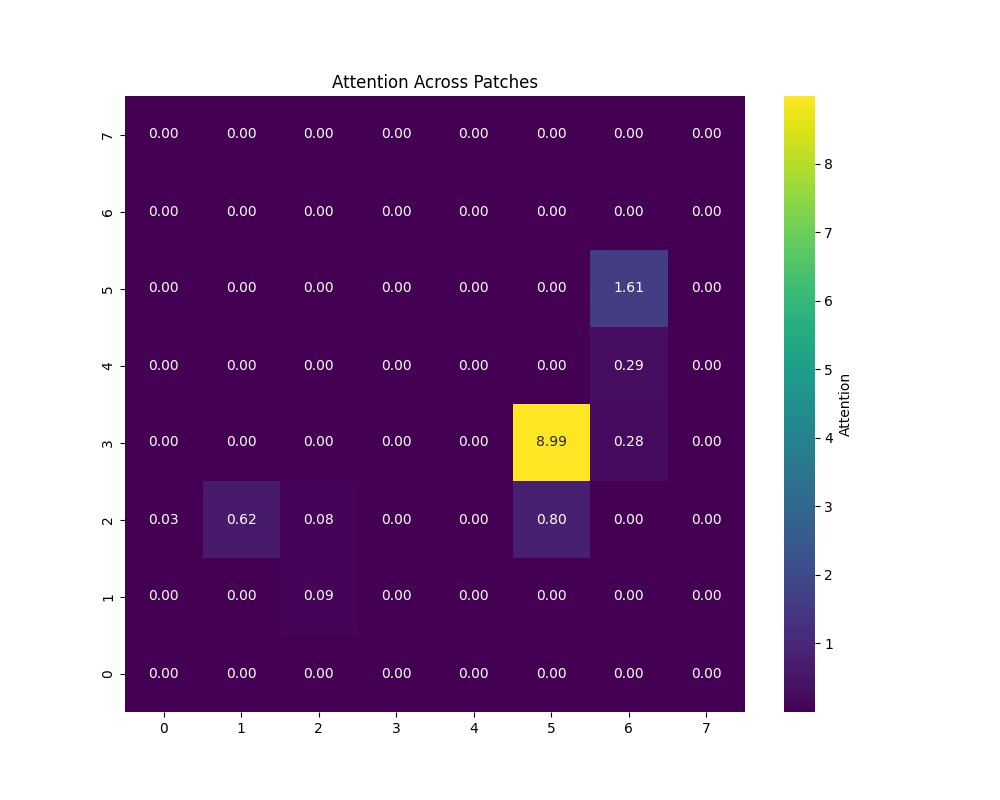 Attention Across Patches
7 0.00 0.00 0.00 0.00 0.00 0.00 0.00 0.00
6 0.00 0.00 0.00 0.00 0.00 0.00 0.00 0.00
5 0.00 0.00 0.00 0.00 0.00 0.00 1.61 0.00
4 0.00 0.00 0.00 0.00 0.00 0.00 0.29 0.00
3 0.00 0.00 0.00 0.00 0.00 8.99 0.28 0.00
2 0.03 0.62 0.08 0.00 0.00 0.80 0.00 0.00
1 0.00 0.00 0.09 0.00 0.00 0.00 0.00 0.00
0 0.00 0.00 0.00 0.00 0.00 0.00 0.00 0.00
0 1 2 3 4 5 6 7
8
7
6
5
4
3
2
1
Attention